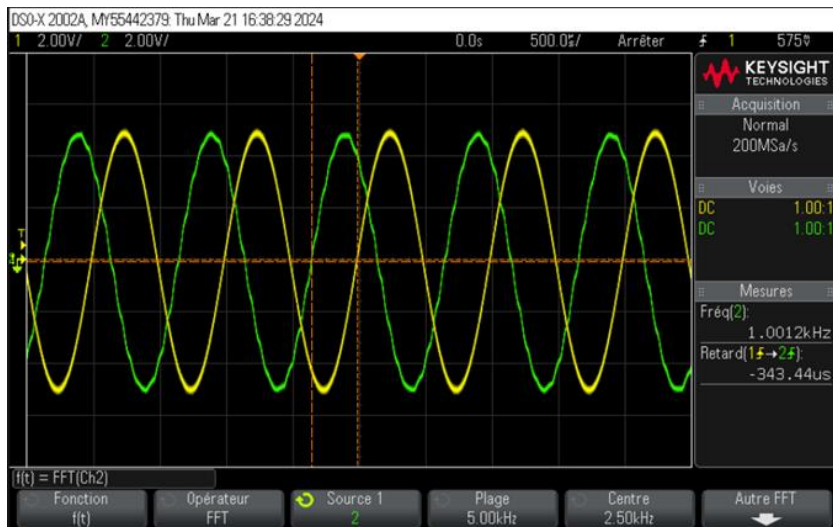 DSO-X 2002A, MY55442379: Thu Mar 21 16:38:29 2024
1 2.00V/ 2 2.00V/ 0.0s 500.0s/ Arrêter 1 575
KEYSIGHT
TECHNOLOGIES
Acquisition
Normal
200MSa/s
Voies
DC 1.00:1
DC 1.00:1
T
Mesures
Fréq(2):
1.0012kHz
Retard(1→2):
-343.44us
f(t) = FFT(Ch2)
Fonction Opérateur Source 1 Plage Centre Autre FFT
f(t) FFT 2 5.00kHz 2.50kHz